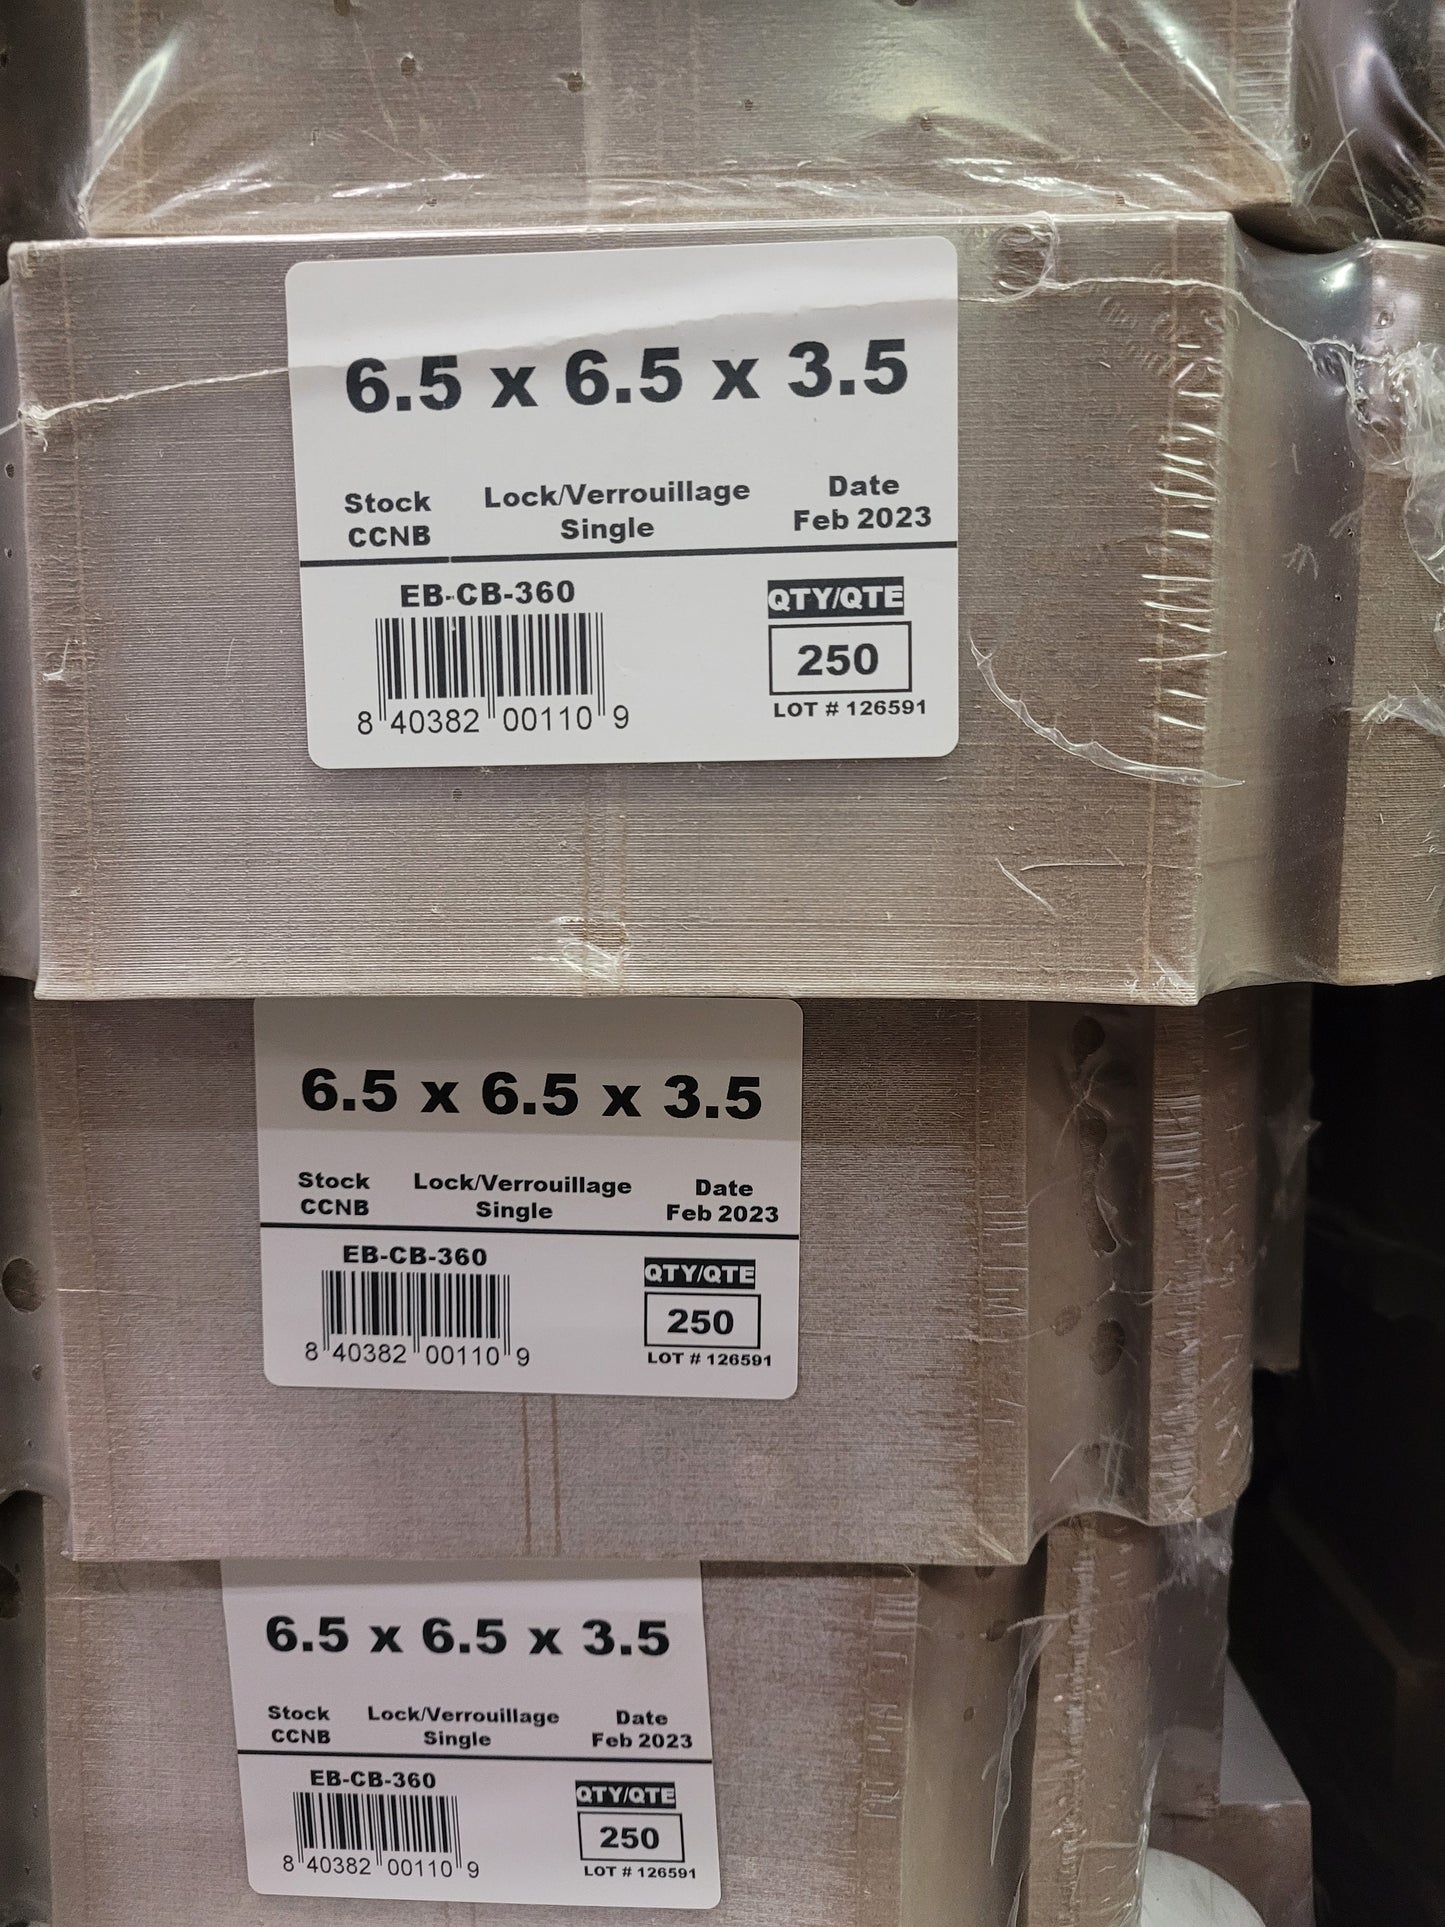 6.5 x 6.5 x 3.5
Stock Lock/Verrouillage Date
CCNB Single Feb 2023
EB-CB-360 QTY/QTE
250
8 40382 00110 9 LOT # 126591
6.5 x 6.5 x 3.5
Stock Lock/Verrouillage Date
CCNB Single Feb 2023
EB-CB-360 QTY/QTE
250
8 40382 00110 9 LOT # 126591
6.5 x 6.5 x 3.5
Stock Lock/Verrouillage Date
CCNB Single Feb 2023
EB-CB-360 QTY/QTE
250
8 40382 00110 9 LOT # 126591